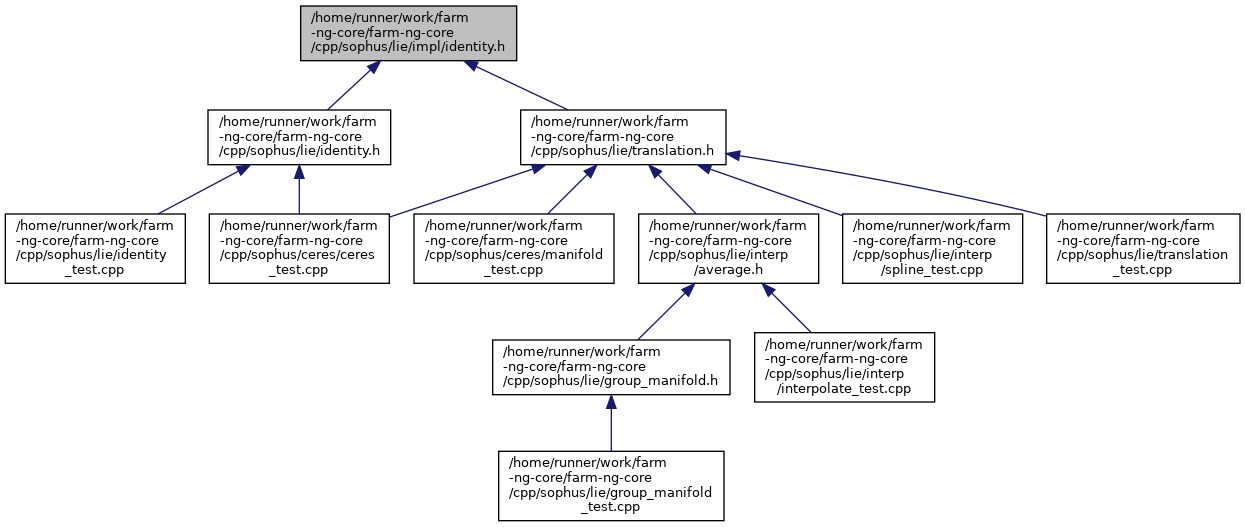 /home/runner/work/farm
-ng-core/farm-ng-core
/cpp/sophus/lie/impl/identity.h
/home/runner/work/farm
-ng-core/farm-ng-core
/cpp/sophus/lie/identity.h
/home/runner/work/farm
-ng-core/farm-ng-core
/cpp/sophus/lie/translation.h
/home/runner/work/farm
-ng-core/farm-ng-core
/cpp/sophus/lie/identity
_test.cpp
/home/runner/work/farm
-ng-core/farm-ng-core
/cpp/sophus/ceres/ceres
_test.cpp
/home/runner/work/farm
-ng-core/farm-ng-core
/cpp/sophus/ceres/manifold
_test.cpp
/home/runner/work/farm
-ng-core/farm-ng-core
/cpp/sophus/lie/interp
/average.h
/home/runner/work/farm
-ng-core/farm-ng-core
/cpp/sophus/lie/interp
/spline_test.cpp
/home/runner/work/farm
-ng-core/farm-ng-core
/cpp/sophus/lie/translation
_test.cpp
/home/runner/work/farm
-ng-core/farm-ng-core
/cpp/sophus/lie/group_manifold.h
/home/runner/work/farm
-ng-core/farm-ng-core
/cpp/sophus/lie/interp
/interpolate_test.cpp
/home/runner/work/farm
-ng-core/farm-ng-core
/cpp/sophus/lie/group_manifold
_test.cpp